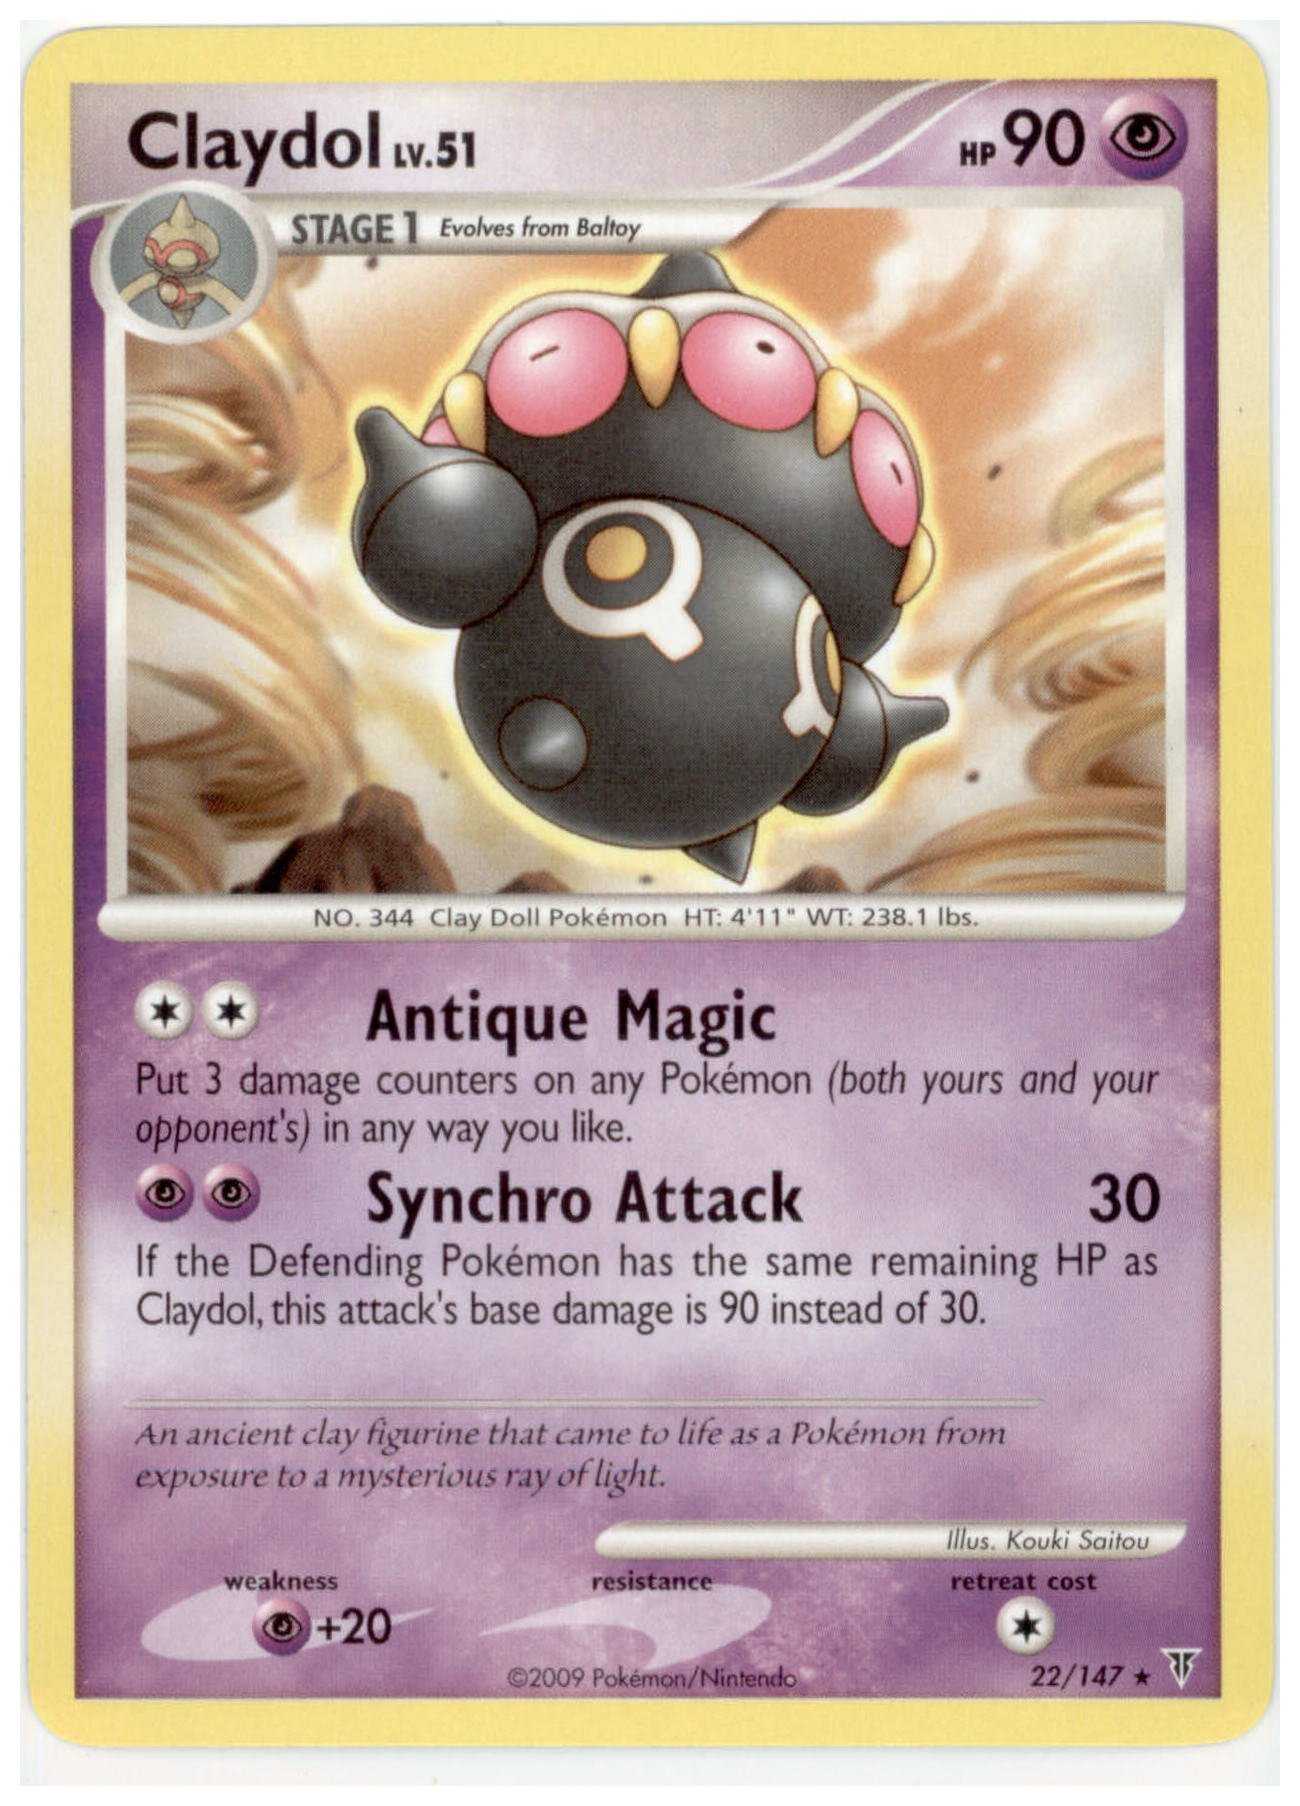 Claydol LV.51 HP 90
STAGE 1 Evolves from Baltoy
NO. 344 Clay Doll Pokémon HT: 4'11" WT: 238.1 lbs.
Antique Magic
Put 3 damage counters on any Pokémon (both yours and your
opponent's) in any way you like.
Synchro Attack 30
If the Defending Pokémon has the same remaining HP as
Claydol, this attack's base damage is 90 instead of 30.
An ancient clay figurine that came to life as a Pokémon from
exposure to a mysterious ray of light.
Illus. Kouki Saitou
weakness resistance retreat cost
+20
©2009 Pokémon/Nintendo 22/147 ★